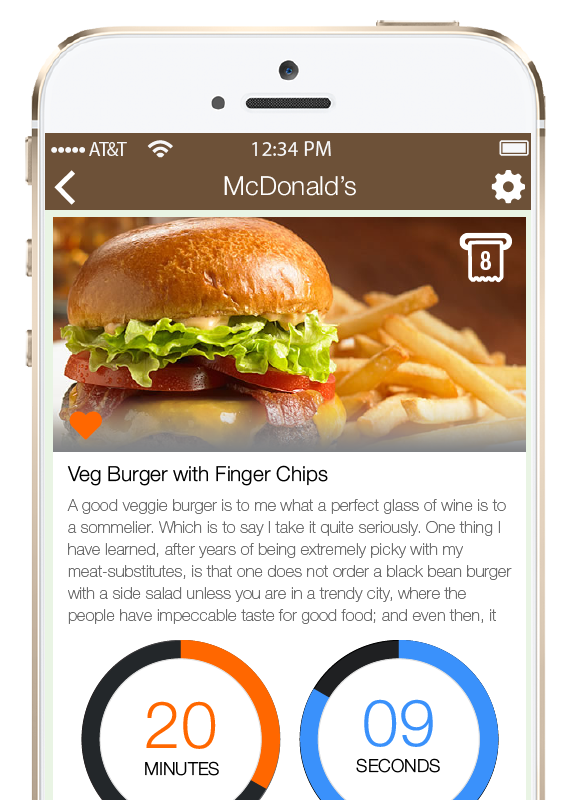 AT&T
12:34 PM
McDonald's
8
Veg Burger with Finger Chips
A good veggie burger is to me what a perfect glass of wine is to
a sommelier. Which is to say I take it quite seriously. One thing I
have learned, after years of being extremely picky with my
meat-substitutes, is that one does not order a black bean burger
with a side salad unless you are in a trendy city, where the
people have impeccable taste for good food; and even then, it
20
MINUTES
09
SECONDS